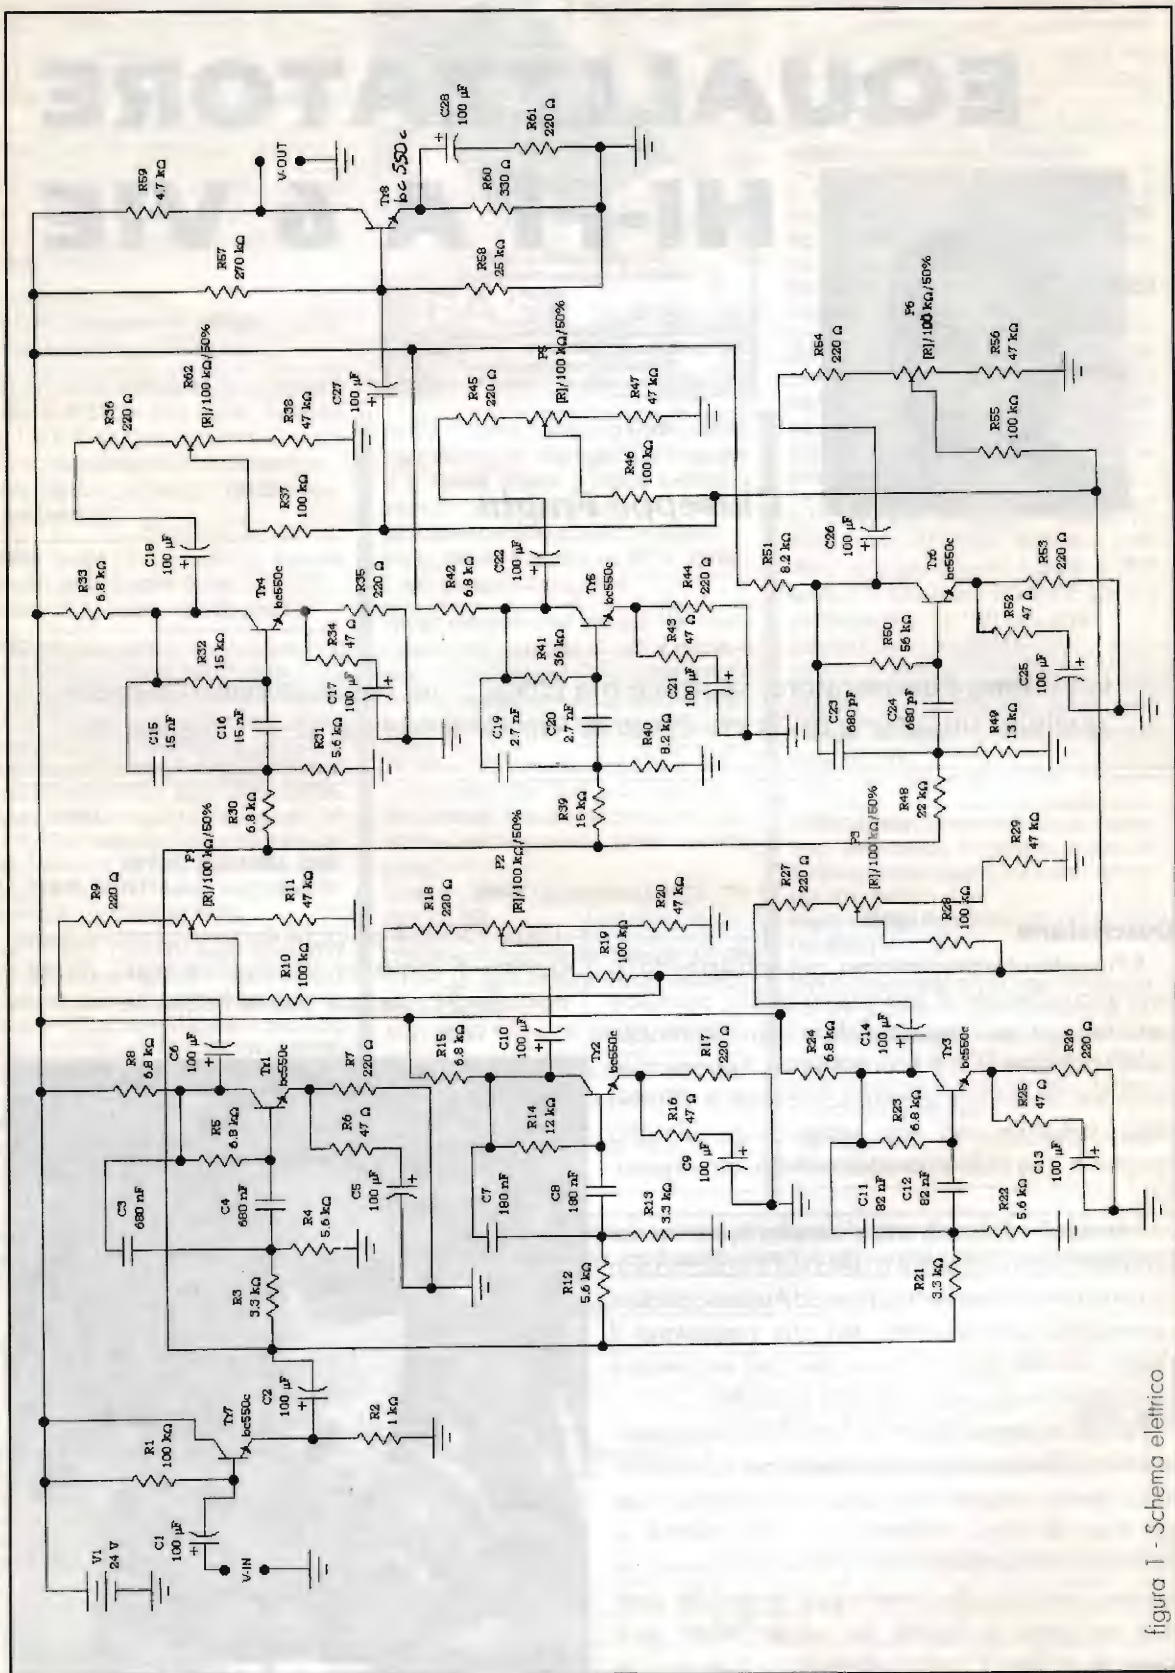 V1
24 V
C1
100 µF
V-IN
R1
100 kΩ
Tr7
bc550c
C2
100 µF
R2
1 kΩ
R3
3.3 kΩ
C3
680 nF
C4
680 nF
R4
5.6 kΩ
R5
6.8 kΩ
R8
6.8 kΩ
C6
100 µF
Tr1
bc550c
R7
220 Ω
R6
47 Ω
C5
100 µF
R9
220 Ω
P1
[R]/100 kΩ/50%
R11
47 kΩ
R10
100 kΩ
R12
5.6 kΩ
C7
180 nF
C8
180 nF
R13
3.3 kΩ
R14
12 kΩ
R15
6.8 kΩ
C10
100 µF
Tr2
bc550c
R17
220 Ω
R16
47 Ω
C9
100 µF
R18
220 Ω
P2
[R]/100 kΩ/50%
R20
47 kΩ
R19
100 kΩ
R21
3.3 kΩ
C11
82 nF
C12
82 nF
R22
5.6 kΩ
R23
6.8 kΩ
R24
6.8 kΩ
C14
100 µF
Tr3
bc550c
R26
220 Ω
R25
47 Ω
C13
100 µF
R27
220 Ω
P3
[R]/100 kΩ/50%
R29
47 kΩ
R28
100 kΩ
R30
6.8 kΩ
C15
15 nF
C16
15 nF
R31
5.6 kΩ
R32
15 kΩ
R33
6.8 kΩ
C18
100 µF
Tr4
bc550c
R35
220 Ω
R34
47 Ω
C17
100 µF
R36
220 Ω
R62
[R]/100 kΩ/50%
R38
47 kΩ
R37
100 kΩ
C27
100 µF
R39
15 kΩ
C19
2.7 nF
C20
2.7 nF
R40
8.2 kΩ
R41
36 kΩ
R42
6.8 kΩ
C22
100 µF
Tr5
bc550c
R44
220 Ω
R43
47 Ω
C21
100 µF
R45
220 Ω
P5
[R]/100 kΩ/50%
R47
47 kΩ
R46
100 kΩ
R48
22 kΩ
C23
680 pF
C24
680 pF
R49
13 kΩ
R50
56 kΩ
R51
8.2 kΩ
C26
100 µF
Tr6
bc550c
R53
220 Ω
R52
47 Ω
C25
100 µF
R54
220 Ω
P6
[R]/100 kΩ/50%
R56
47 kΩ
R55
100 kΩ
R57
270 kΩ
R58
25 kΩ
R59
4.7 kΩ
V-OUT
Tr8
bc550c
R60
330 Ω
C28
100 µF
R61
220 Ω
figura 1 - Schema elettrico